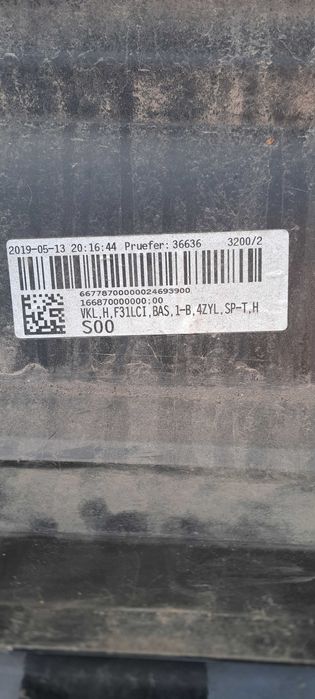 2019-05-13 20:16:44 Pruefer: 36636 3200/2
66778700000024693900
166870000000;00
VKL,H,F31LCI,BAS,1-B,4ZYL,SP-T,H
S00